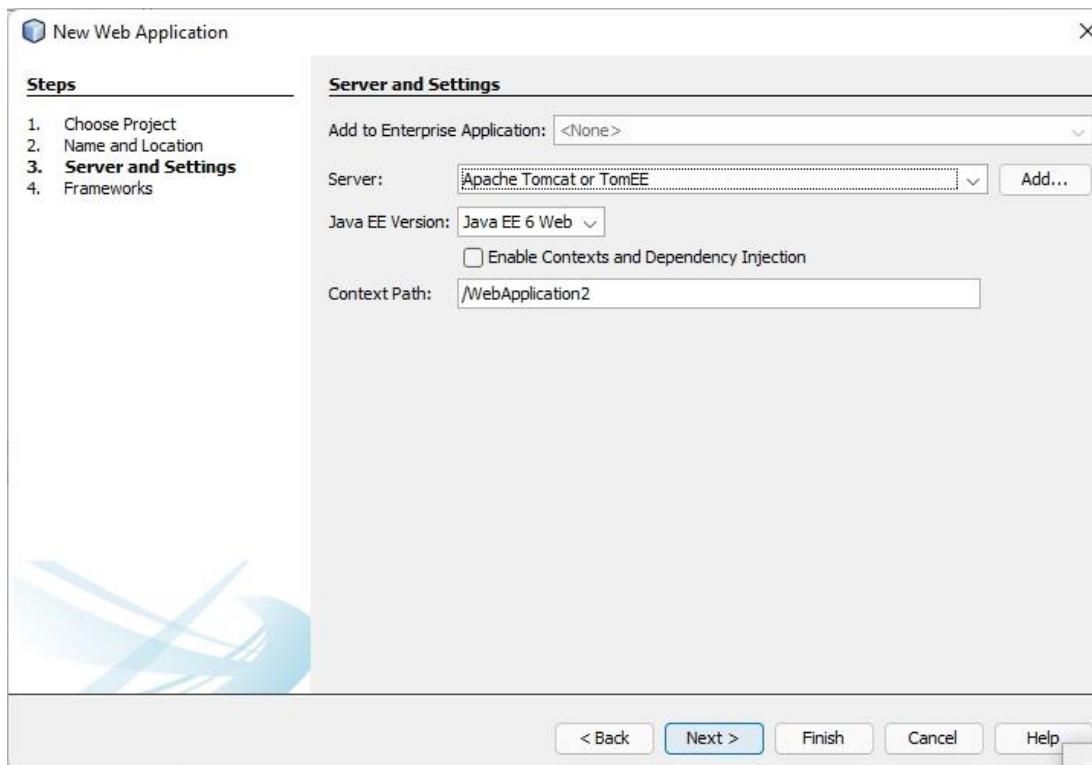 New Web Application
Steps
1. Choose Project
2. Name and Location
3. Server and Settings
4. Frameworks
Server and Settings
Add to Enterprise Application: <None>
Server: Apache Tomcat or TomEE Add...
Java EE Version: Java EE 6 Web
Enable Contexts and Dependency Injection
Context Path: /WebApplication2
< Back Next > Finish Cancel Help